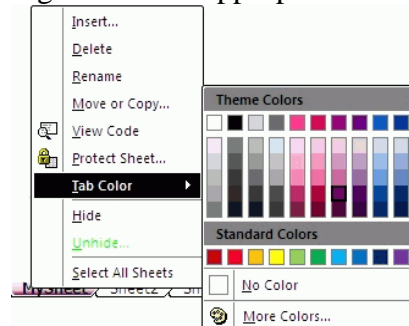 Insert...
Delete
Rename
Move or Copy...
View Code
Protect Sheet...
Tab Color
Hide
Unhide...
Select All Sheets
Theme Colors
Standard Colors
No Color
More Colors...
MySheet Sheet2